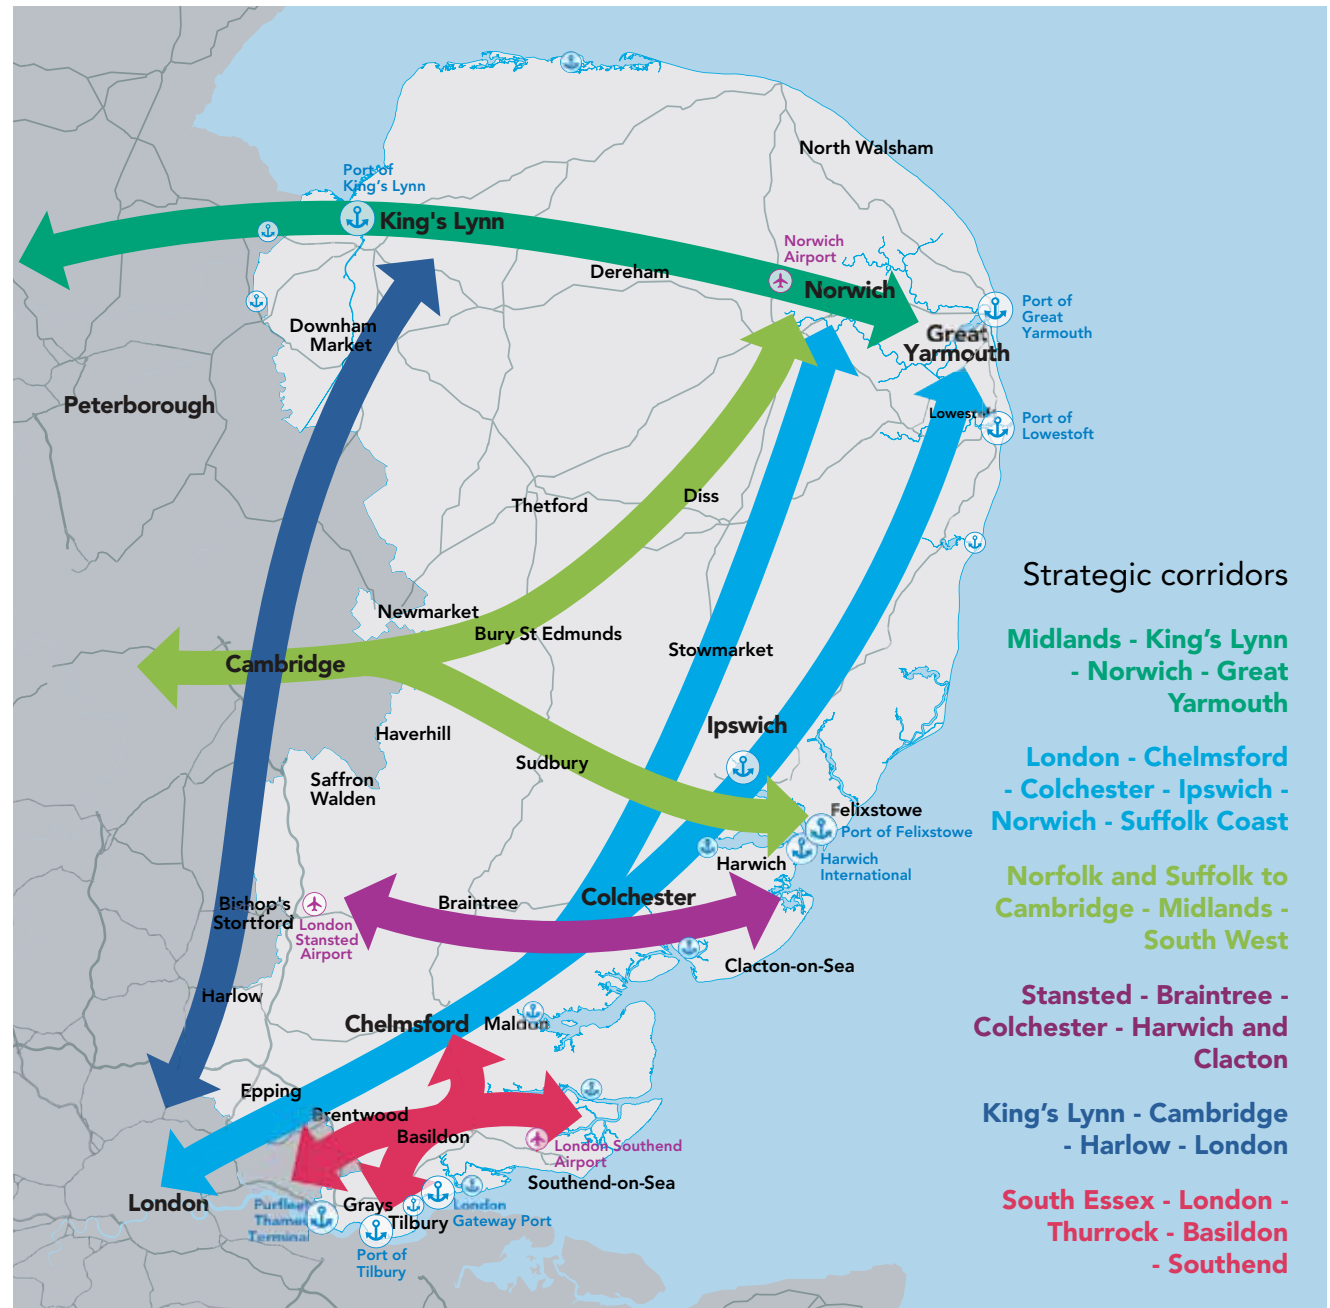 North Walsham
Port of
King's Lynn
King's Lynn
Norwich
Airport
Dereham
Norwich
Port of
Great
Yarmouth
Downham
Market
Great
Yarmouth
Peterborough
Port of
Lowestoft
Diss
Thetford
Strategic corridors
Newmarket
Bury St Edmunds
Midlands - King's Lynn
- Norwich - Great
Yarmouth
Stowmarket
Cambridge
Ipswich
Haverhill
London - Chelmsford
- Colchester - Ipswich -
Norwich - Suffolk Coast
Sudbury
Saffron
Walden
Felixstowe
Port of Felixstowe
Harwich
Harwich
International
Norfolk and Suffolk to
Cambridge - Midlands -
South West
Colchester
Braintree
Bishop's
Stortford
London
Stansted
Airport
Clacton-on-Sea
Stansted - Braintree -
Colchester - Harwich and
Clacton
Harlow
Chelmsford
Maldon
Epping
Brentwood
Basildon
King's Lynn - Cambridge
- Harlow - London
London Southend
Airport
Southend-on-Sea
London
Grays
Tilbury
London
Gateway Port
Purfleet
Thames
Terminal
Port of
Tilbury
South Essex - London -
Thurrock - Basildon
- Southend